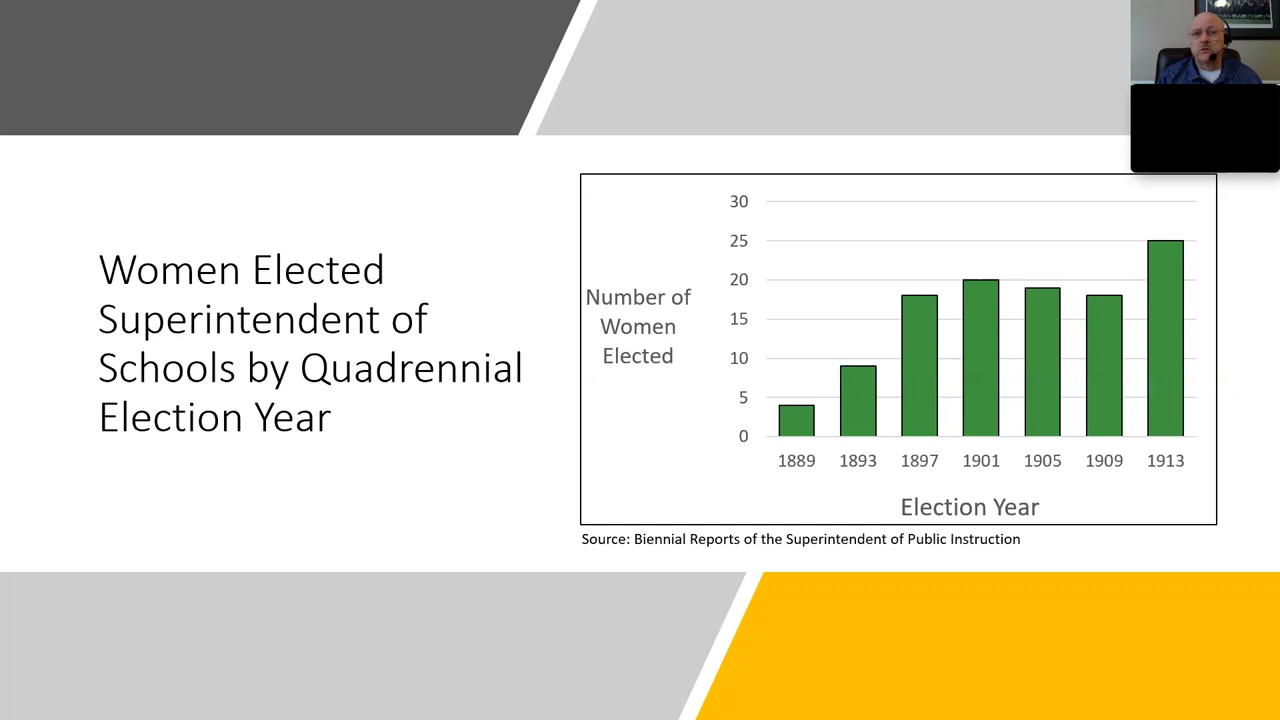 Women Elected
Superintendent of
Schools by Quadrennial
Election Year
Number of
Women
Elected
30
25
20
15
10
5
0
1889 1893 1897 1901 1905 1909 1913
Election Year
Source: Biennial Reports of the Superintendent of Public Instruction